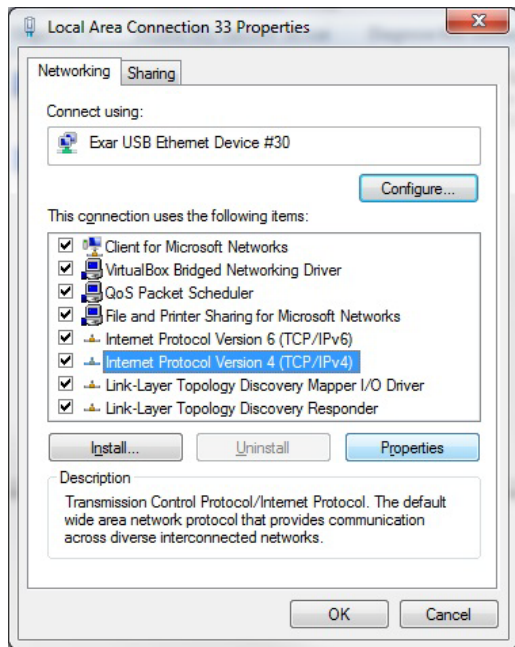 Local Area Connection 33 Properties
Networking
Sharing
Connect using:
Exar USB Ethernet Device #30
Configure...
This connection uses the following items:
Client for Microsoft Networks
VirtualBox Bridged Networking Driver
QoS Packet Scheduler
File and Printer Sharing for Microsoft Networks
Internet Protocol Version 6 (TCP/IPv6)
Internet Protocol Version 4 (TCP/IPv4)
Link-Layer Topology Discovery Mapper I/O Driver
Link-Layer Topology Discovery Responder
Install...
Uninstall
Properties
Description
Transmission Control Protocol/Internet Protocol. The default
wide area network protocol that provides communication
across diverse interconnected networks.
OK
Cancel